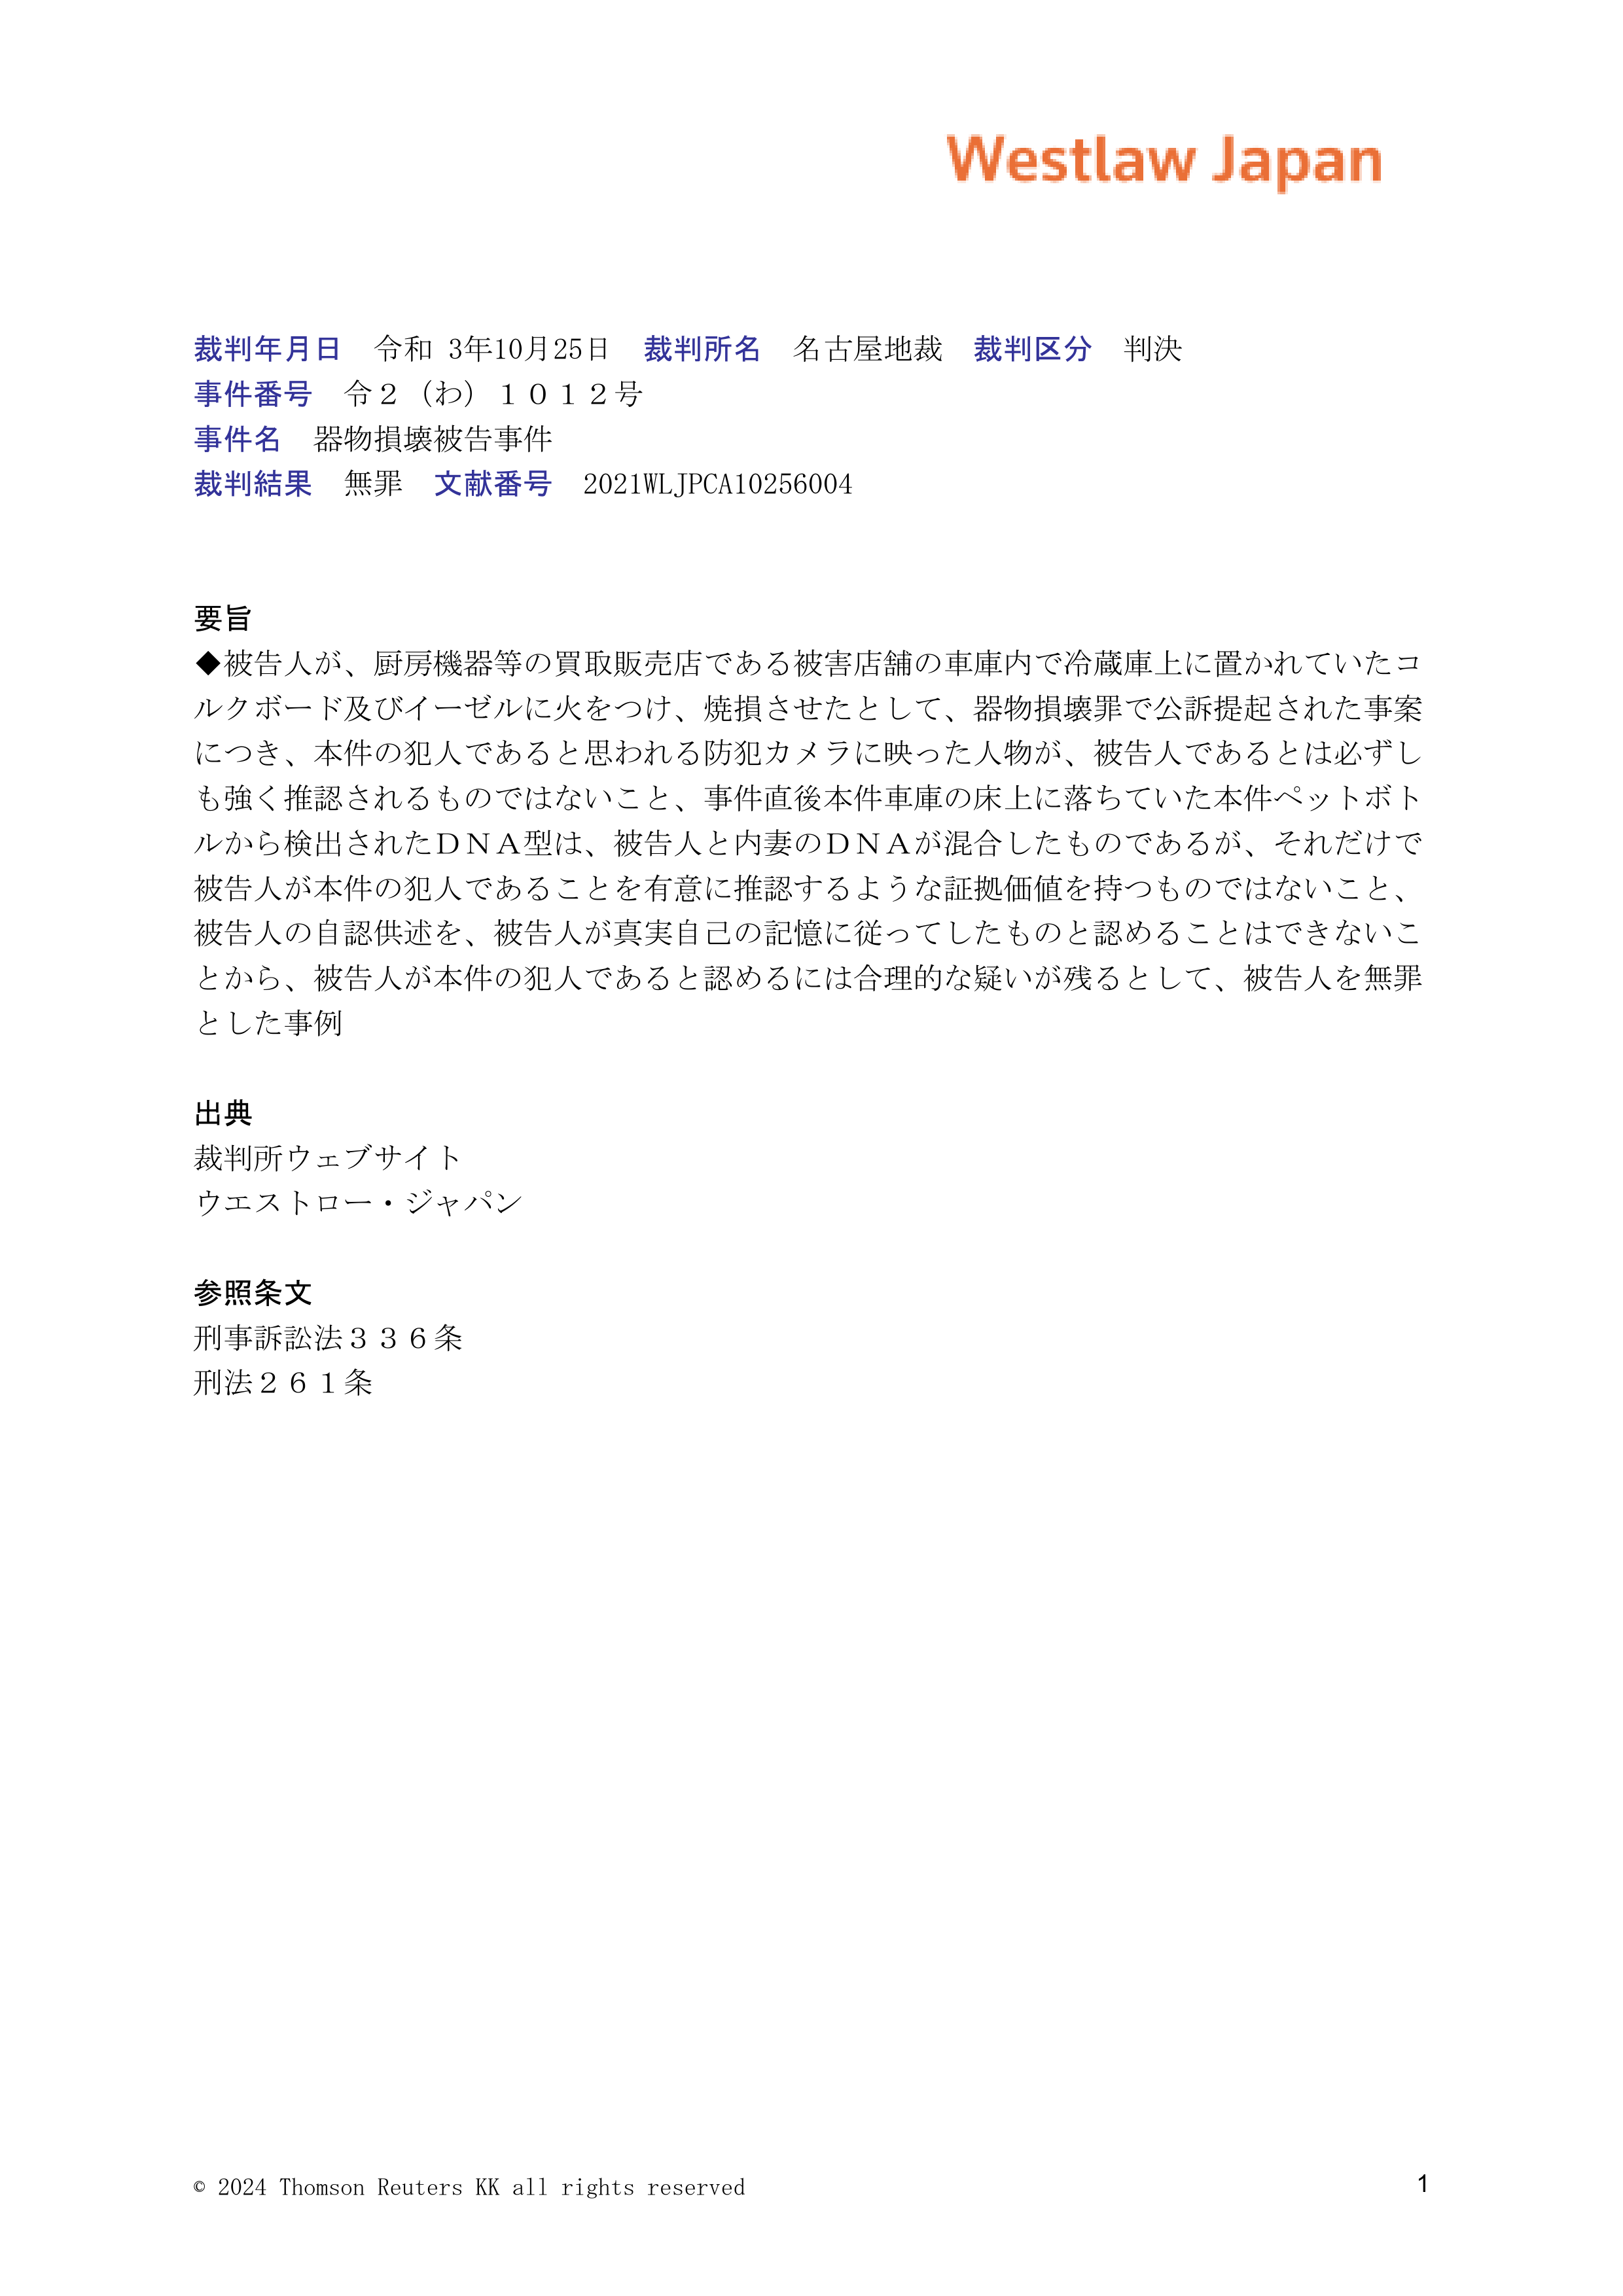 Westlaw Japan
裁判年月日　令和 3年10月25日　裁判所名　名古屋地裁　裁判区分　判決
事件番号　令２（わ）１０１２号
事件名　器物損壊被告事件
裁判結果　無罪　文献番号　2021WLJPCA10256004
要旨
◆被告人が、厨房機器等の買取販売店である被害店舗の車庫内で冷蔵庫上に置かれていたコ
ルクボード及びイーゼルに火をつけ、焼損させたとして、器物損壊罪で公訴提起された事案
につき、本件の犯人であると思われる防犯カメラに映った人物が、被告人であるとは必ずし
も強く推認されるものではないこと、事件直後本件車庫の床上に落ちていた本件ペットボト
ルから検出されたＤＮＡ型は、被告人と内妻のＤＮＡが混合したものであるが、それだけで
被告人が本件の犯人であることを有意に推認するような証拠価値を持つものではないこと、
被告人の自認供述を、被告人が真実自己の記憶に従ってしたものと認めることはできないこ
とから、被告人が本件の犯人であると認めるには合理的な疑いが残るとして、被告人を無罪
とした事例
出典
裁判所ウェブサイト
ウエストロー・ジャパン
参照条文
刑事訴訟法３３６条
刑法２６１条
© 2024 Thomson Reuters KK all rights reserved
1